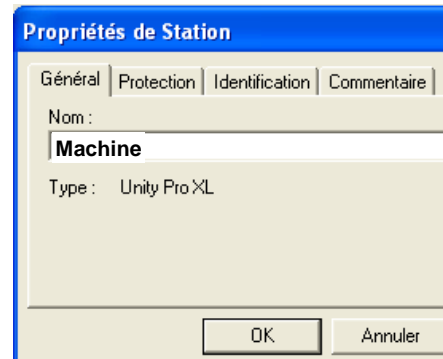 Propriétés de Station
Général Protection Identification Commentaire
Nom :
Machine
Type : Unity Pro XL
OK Annuler